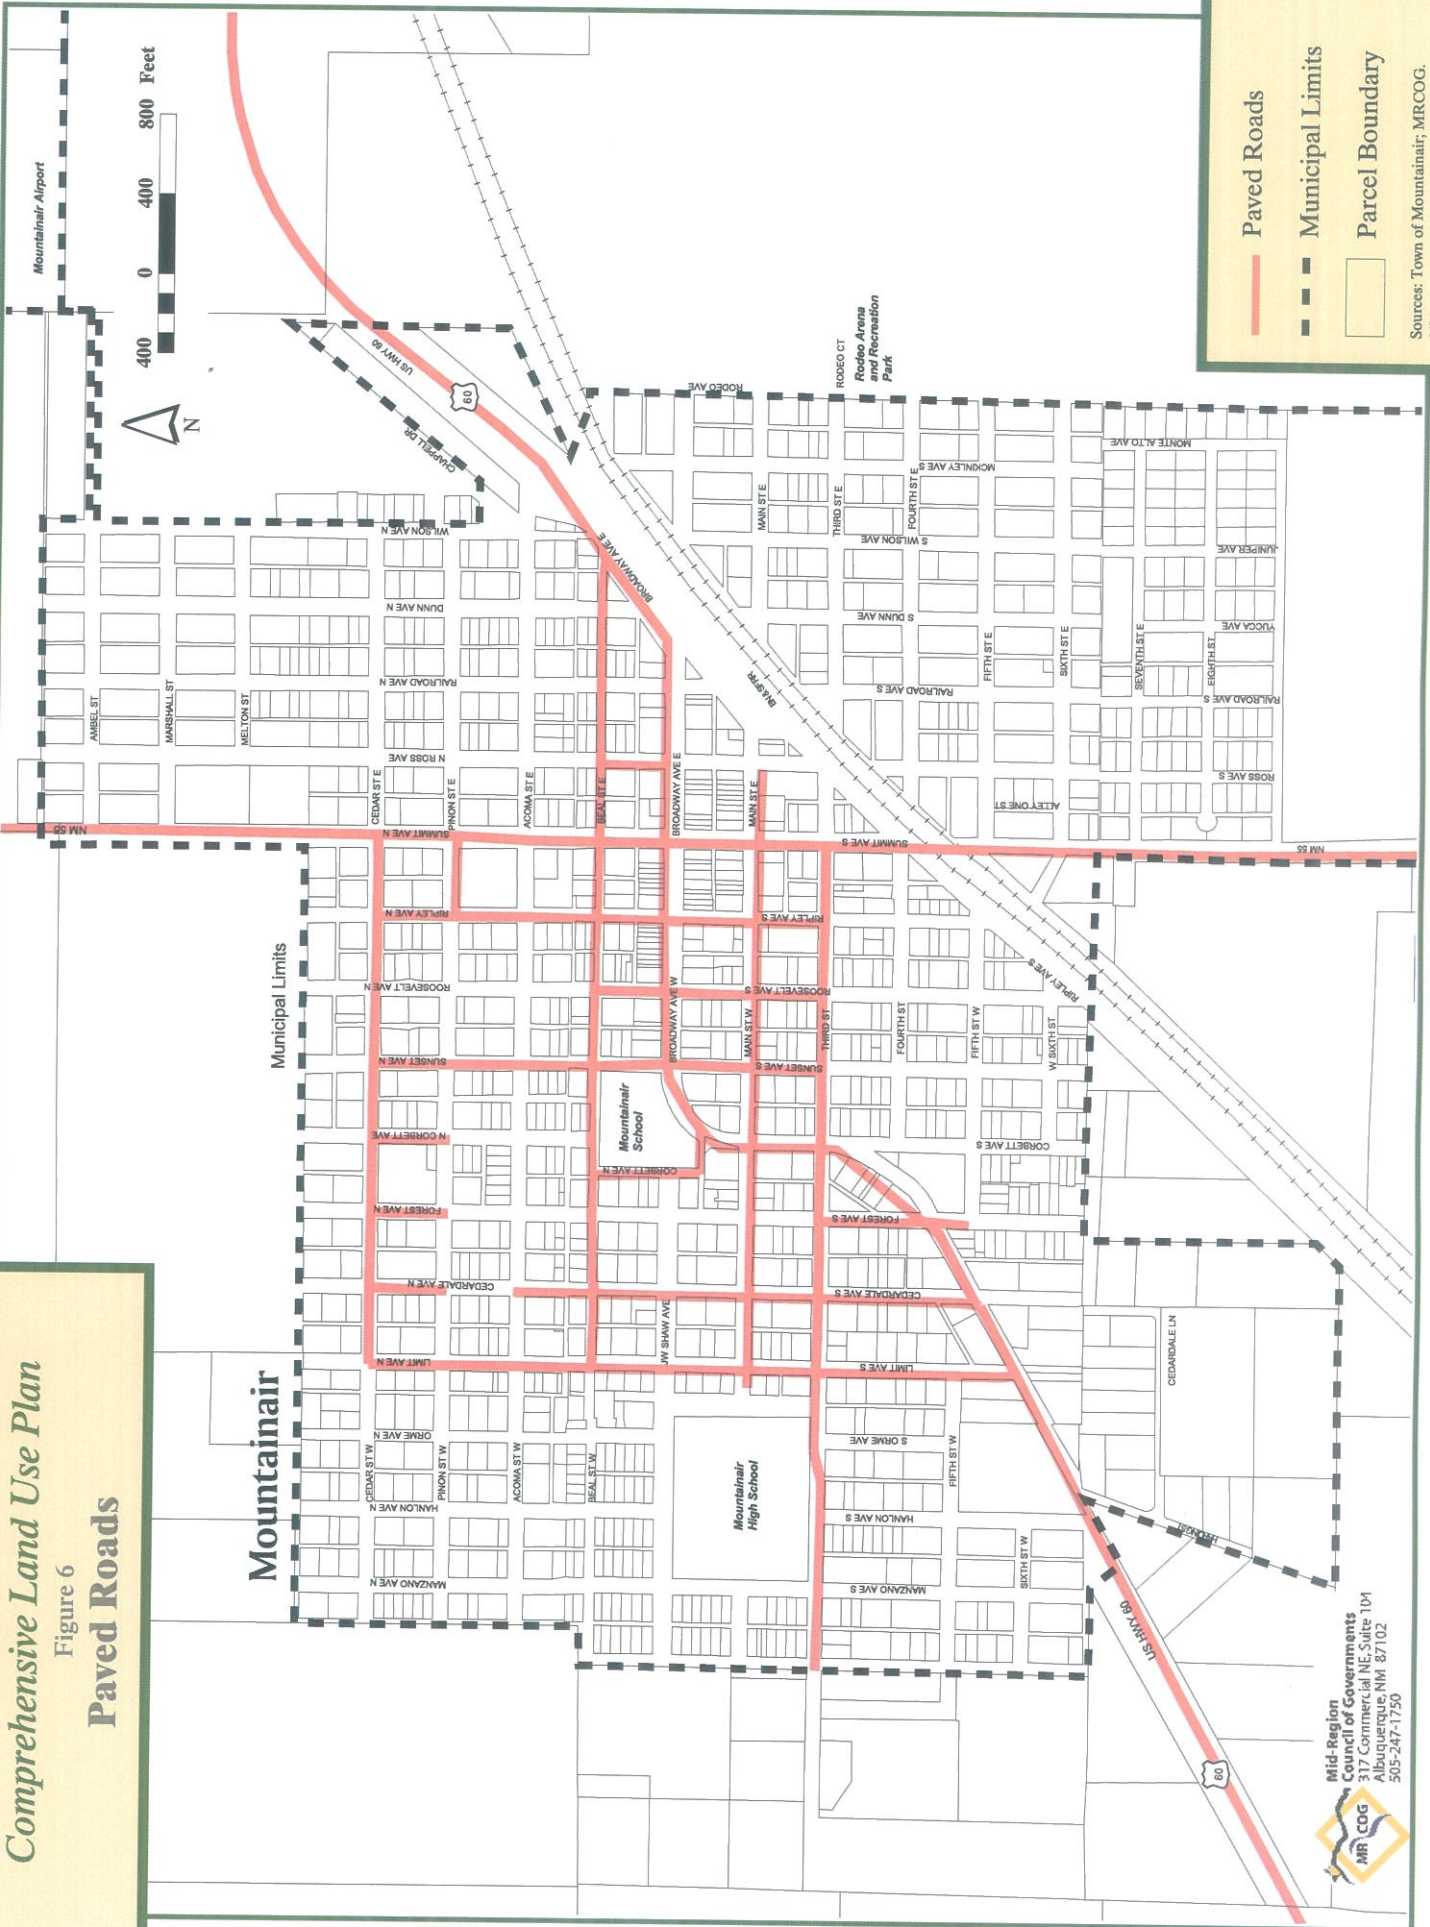 Comprehensive Land Use Plan
Figure 6
Paved Roads
Mountainair
Municipal Limits
Mountainair Airport
400 0 400 800 Feet
N
US HWY 60
60
CHAPPELL DR
WILSON AVE N
DUNN AVE N
RAILROAD AVE N
N ROSS AVE
AMBEL ST
MARSHALL ST
MELTON ST
CEDAR ST E
PINON ST E
ACOMA ST E
BEAL ST E
BROADWAY AVE E
BROADWAY AVE E
MAIN ST E
NM 55
SUMMIT AVE N
SUMMIT AVE S
NM 55
RIPLEY AVE N
RIPLEY AVE S
RIPLEY AVE S
ROOSEVELT AVE N
ROOSEVELT AVE S
SUNSET AVE N
SUNSET AVE S
N CORBETT AVE
CORBETT AVE N
CORBETT AVE S
FOREST AVE N
FOREST AVE S
CEDARDALE AVE N
CEDARDALE AVE S
LIMIT AVE N
LIMIT AVE S
ORME AVE N
S ORME AVE
HANLON AVE N
HANLON AVE S
MANZANO AVE N
MANZANO AVE S
CEDAR ST W
PINON ST W
ACOMA ST W
BEAL ST W
JW SHAW AVE
BROADWAY AVE W
MAIN ST W
THIRD ST
FOURTH ST
FIFTH ST W
W SIXTH ST
FIFTH ST W
SIXTH ST W
Mountainair
School
Mountainair
High School
CEDARDALE LN
US HWY 60
60
RODEO AVE
RODEO CT
Rodeo Arena
and Recreation
Park
MAIN ST E
THIRD ST E
FOURTH ST E
FIFTH ST E
SIXTH ST E
SEVENTH ST E
EIGHTH ST
MCKINLEY AVE S
S WILSON AVE
S DUNN AVE
RAILROAD AVE S
RAILROAD AVE S
ROSS AVE S
ALLEY ONE ST
MONTE ALTO AVE
JUNIPER AVE
YUCCA AVE
BN & SF RR
Paved Roads
Municipal Limits
Parcel Boundary
Sources: Town of Mountainair; MRCOG.
MR COG
Mid-Region
Council of Governments
317 Commercial NE, Suite 104
Albuquerque, NM 87102
505-247-1750